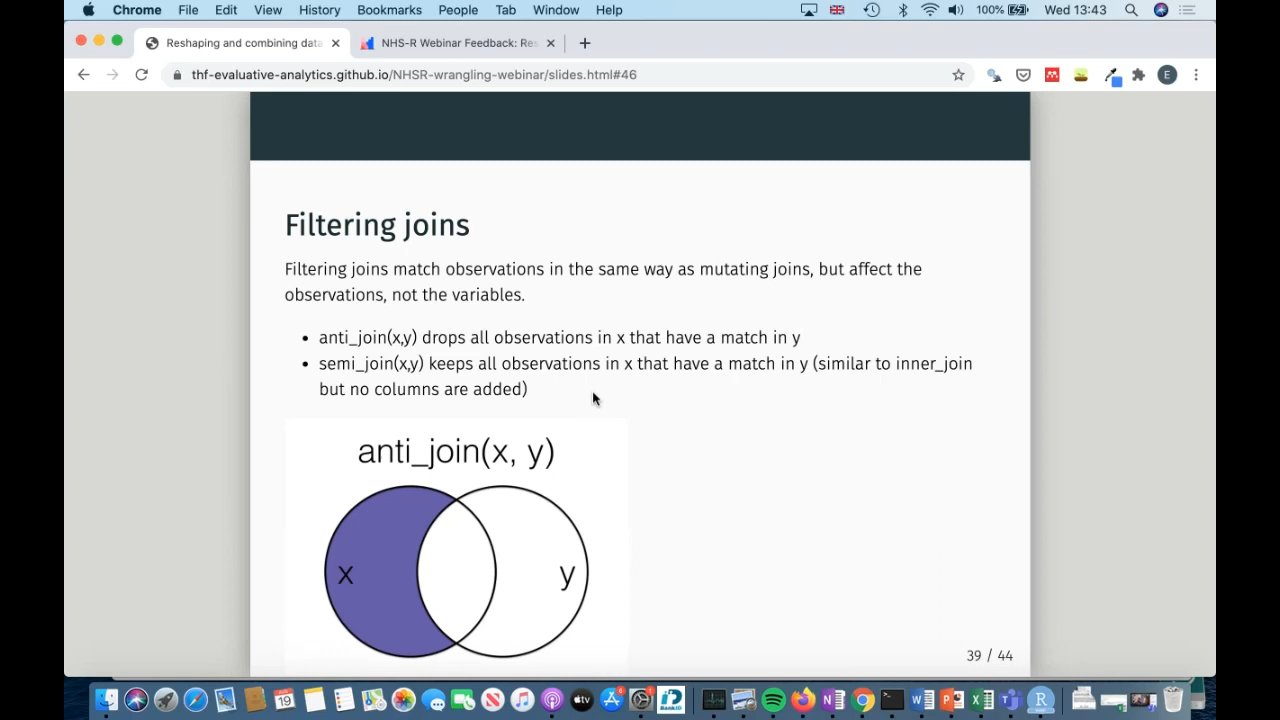 Chrome File Edit View History Bookmarks People Tab Window Help 100% Wed 13:43
Reshaping and combining data
NHS-R Webinar Feedback: Res
thf-evaluative-analytics.github.io/NHSR-wrangling-webinar/slides.html#46
E
Filtering joins
Filtering joins match observations in the same way as mutating joins, but affect the
observations, not the variables.
• anti_join(x,y) drops all observations in x that have a match in y
• semi_join(x,y) keeps all observations in x that have a match in y (similar to inner_join
but no columns are added)
anti_join(x, y)
x
y
39 / 44
19
tv
BankID
R